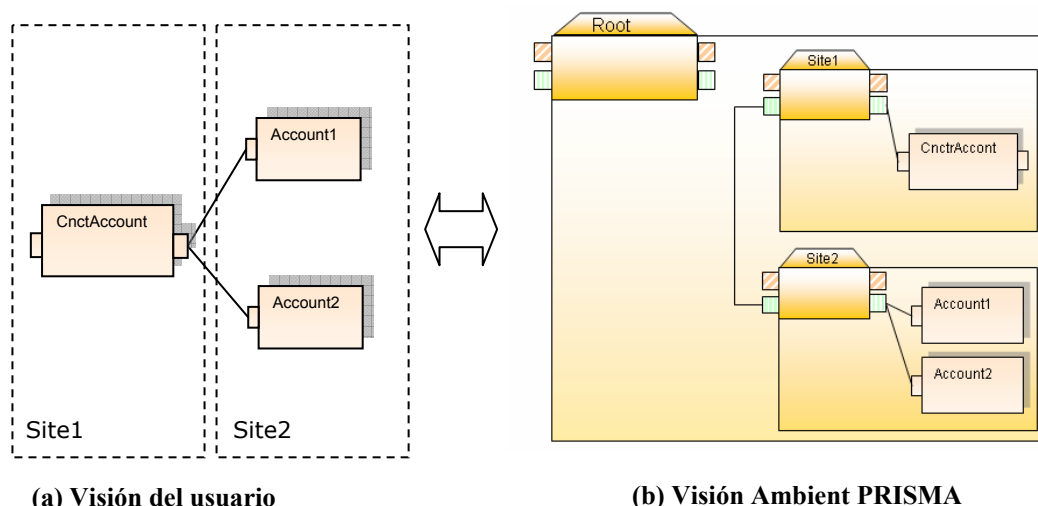 Account1
CnctAccount
Account2
Site1
Site2
(a) Visión del usuario
Root
Site1
CnctrAccont
Site2
Account1
Account2
(b) Visión Ambient PRISMA